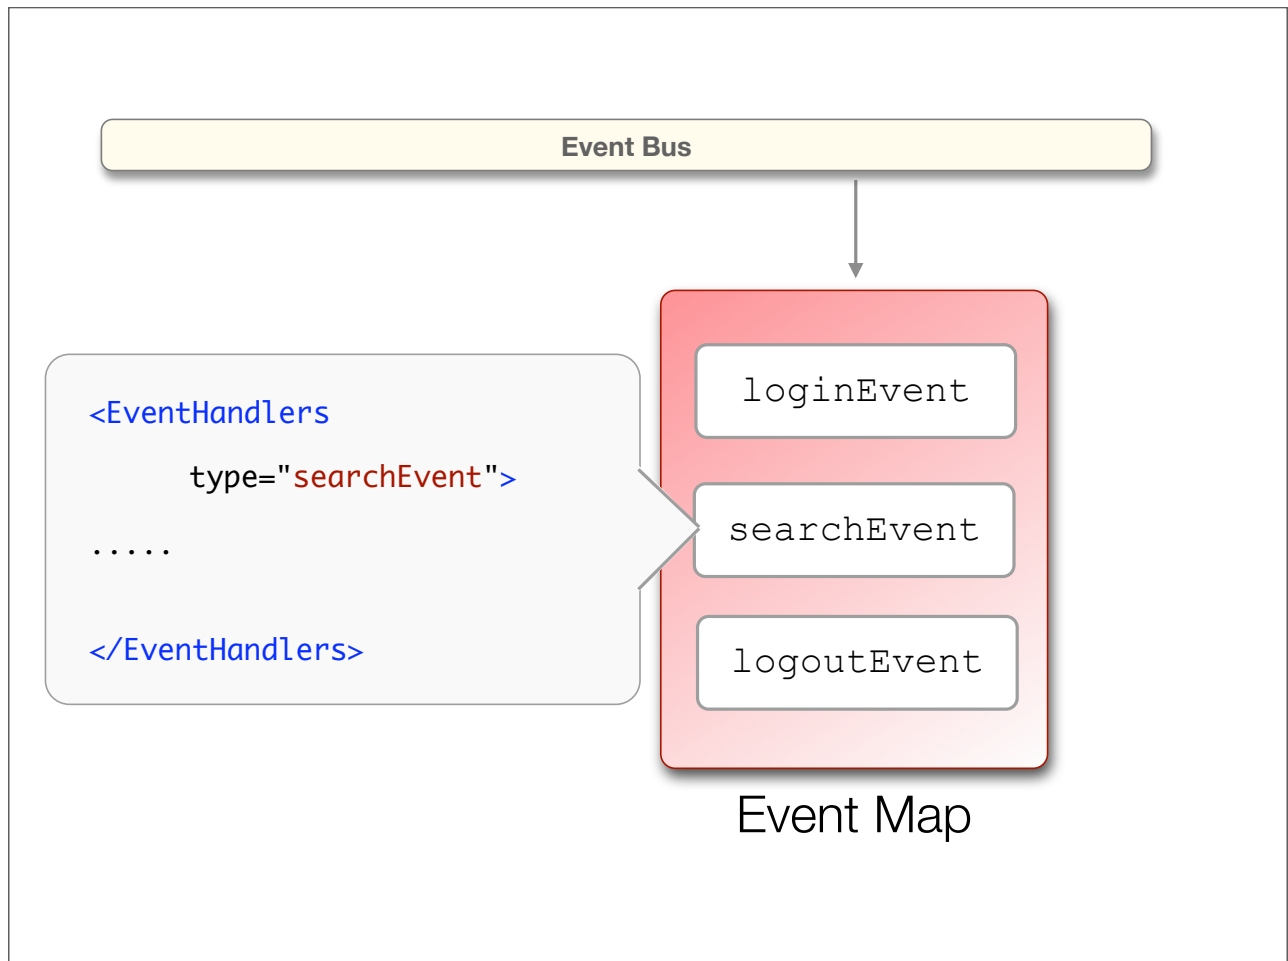 Event Bus
<EventHandlers
type="searchEvent">
.....
</EventHandlers>
loginEvent
searchEvent
logoutEvent
Event Map